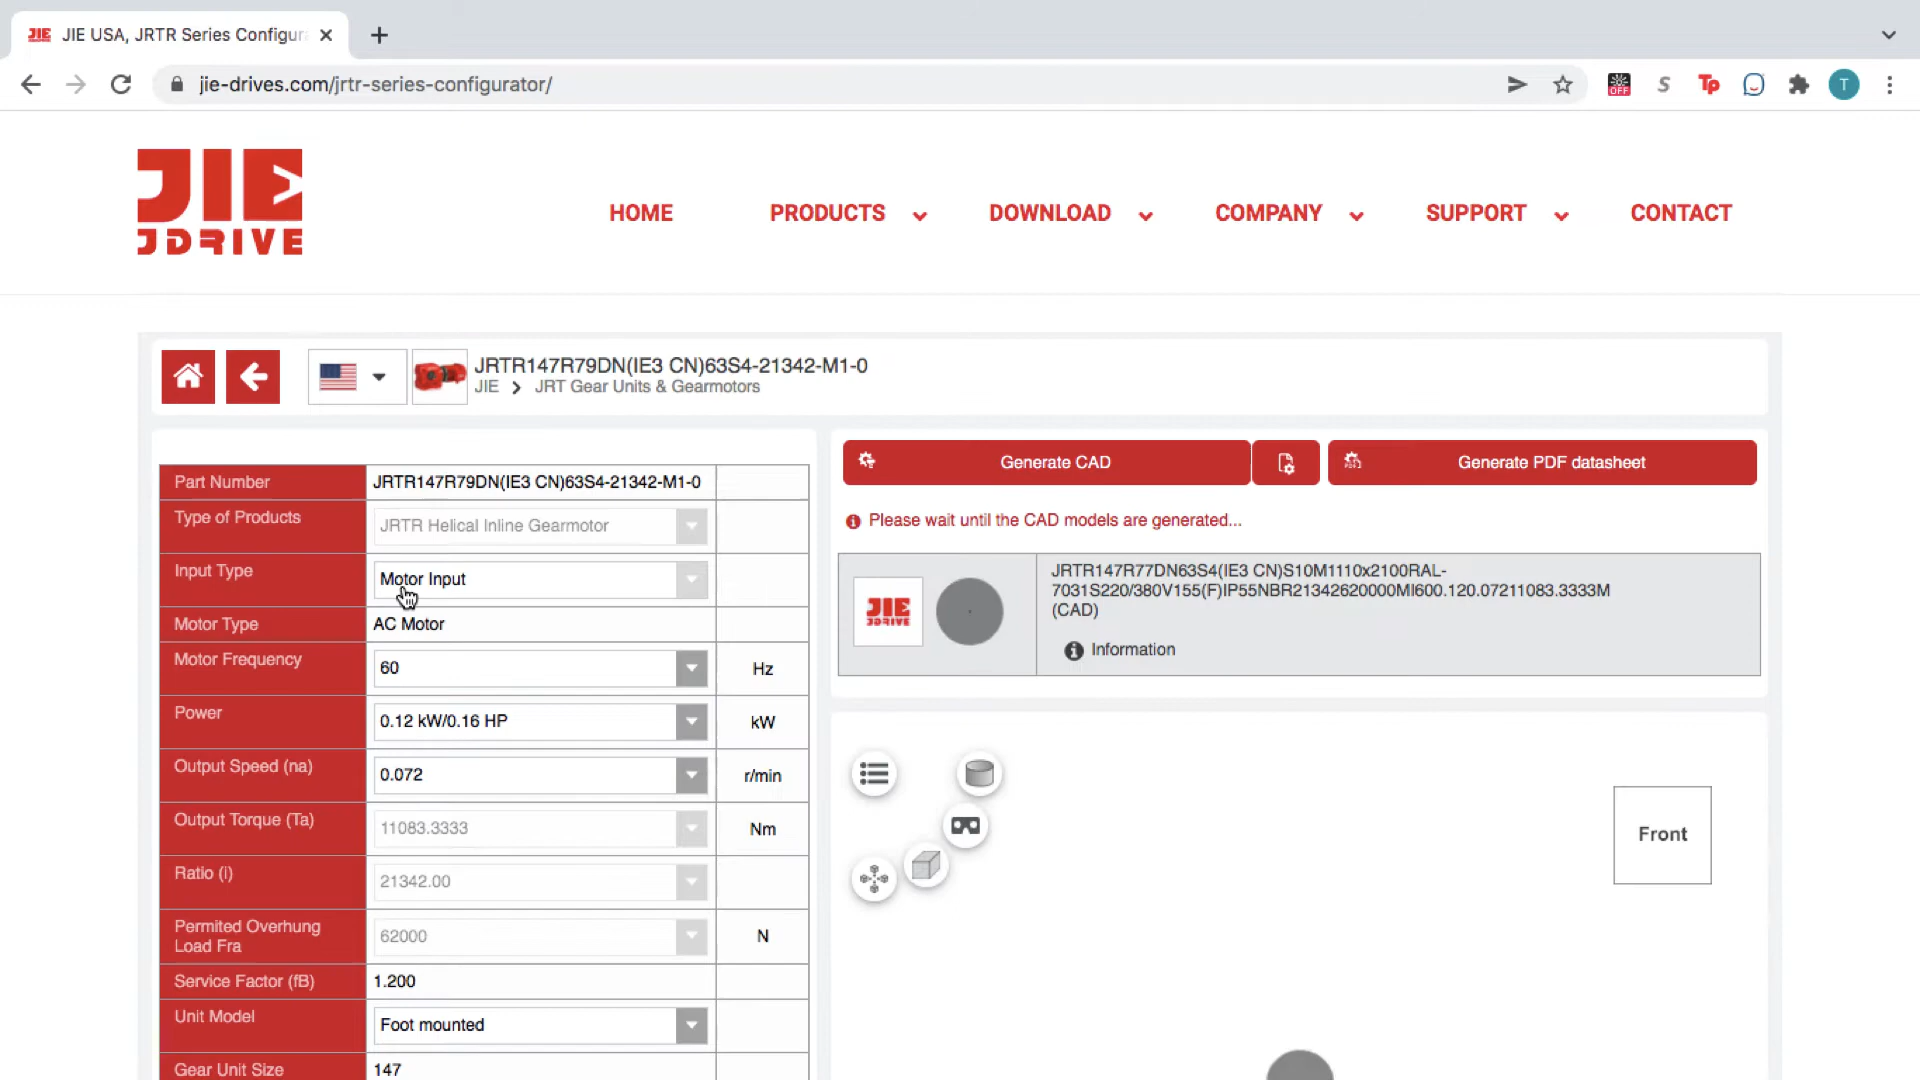 JIE USA, JRTR Series Configur
jie-drives.com/jrtr-series-configurator/
OFF
S
Tp
T
JIE
JDRIVE
HOME
PRODUCTS
DOWNLOAD
COMPANY
SUPPORT
CONTACT
JRTR147R79DN(IE3 CN)63S4-21342-M1-0
JIE > JRT Gear Units & Gearmotors
Part Number JRTR147R79DN(IE3 CN)63S4-21342-M1-0
Type of Products JRTR Helical Inline Gearmotor
Input Type Motor Input
Motor Type AC Motor
Motor Frequency 60 Hz
Power 0.12 kW/0.16 HP kW
Output Speed (na) 0.072 r/min
Output Torque (Ta) 11083.3333 Nm
Ratio (i) 21342.00
Permited Overhung
Load Fra 62000 N
Service Factor (fB) 1.200
Unit Model Foot mounted
Gear Unit Size 147
Generate CAD
Generate PDF datasheet
Please wait until the CAD models are generated...
JIE
JDRIVE
JRTR147R77DN63S4(IE3 CN)S10M1110x2100RAL-
7031S220/380V155(F)IP55NBR21342620000MI600.120.07211083.3333M
(CAD)
Information
Front